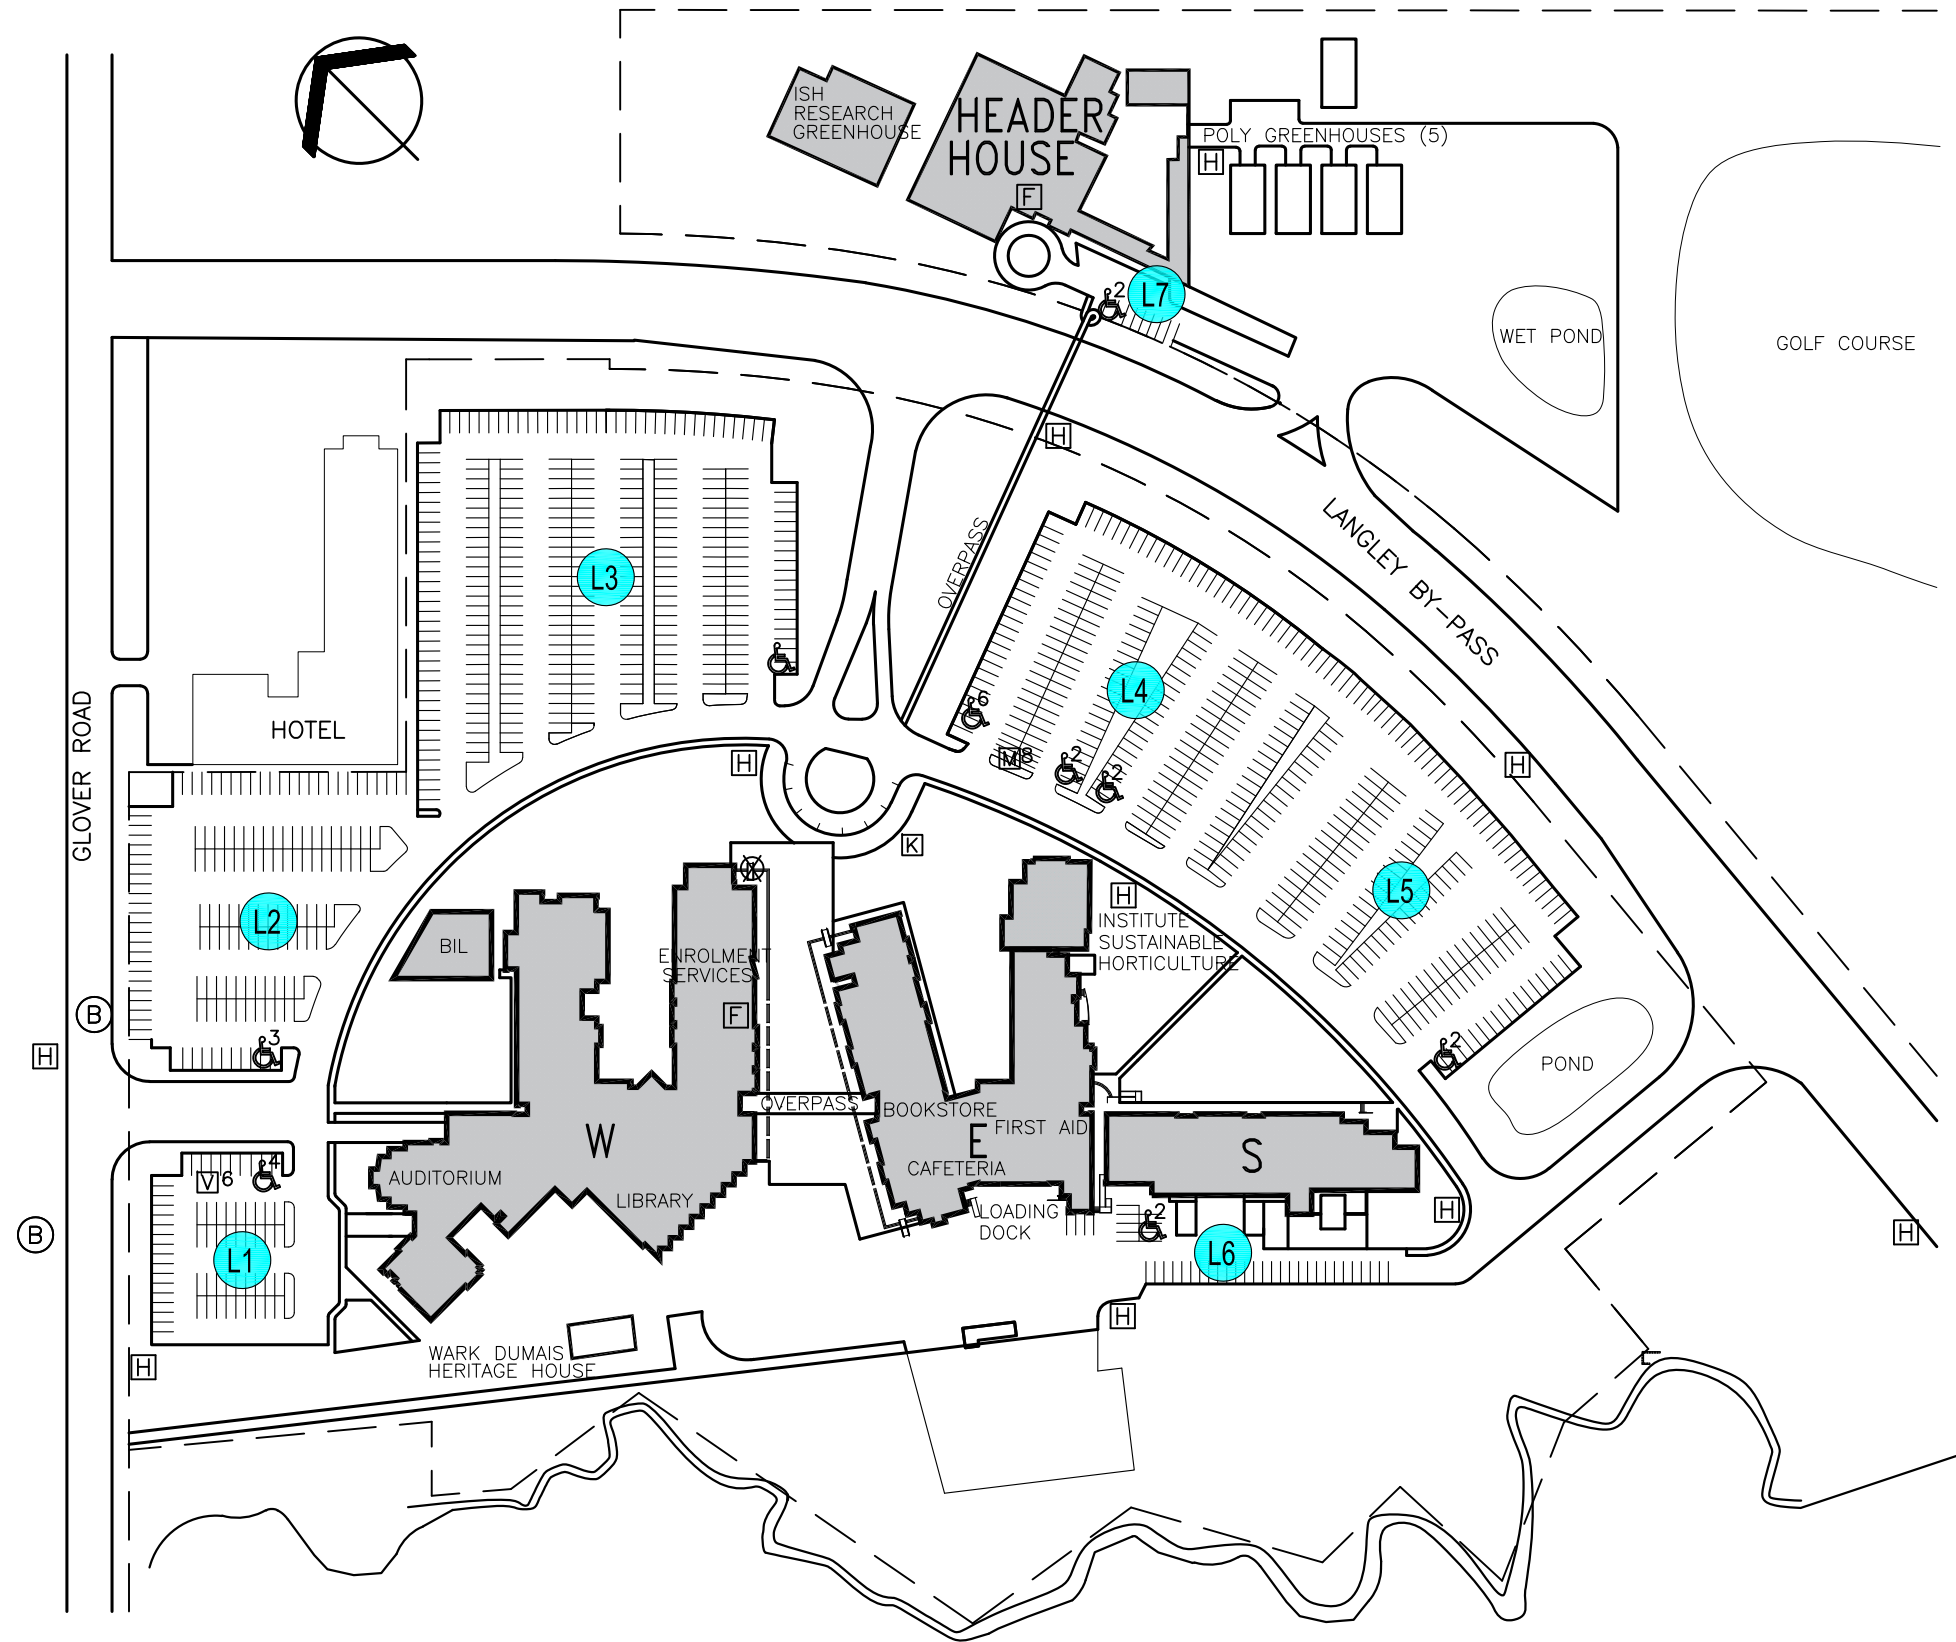 ISH
RESEARCH
GREENHOUSE
HEADER
HOUSE
F
POLY GREENHOUSES (5)
H
2
L7
WET POND
GOLF COURSE
H
LANGLEY BY-PASS
OVERPASS
L3
L4
6
M 8
2
2
H
HOTEL
GLOVER ROAD
H
K
L5
L2
BIL
ENROLMENT
SERVICES
F
H
INSTITUTE
SUSTAINABLE
HORTICULTURE
B
H
3
2
POND
OVERPASS
BOOKSTORE
FIRST AID
W
E
S
CAFETERIA
AUDITORIUM
LIBRARY
V 6
4
LOADING
DOCK
2
H
H
B
L1
L6
H
H
WARK DUMAIS
HERITAGE HOUSE